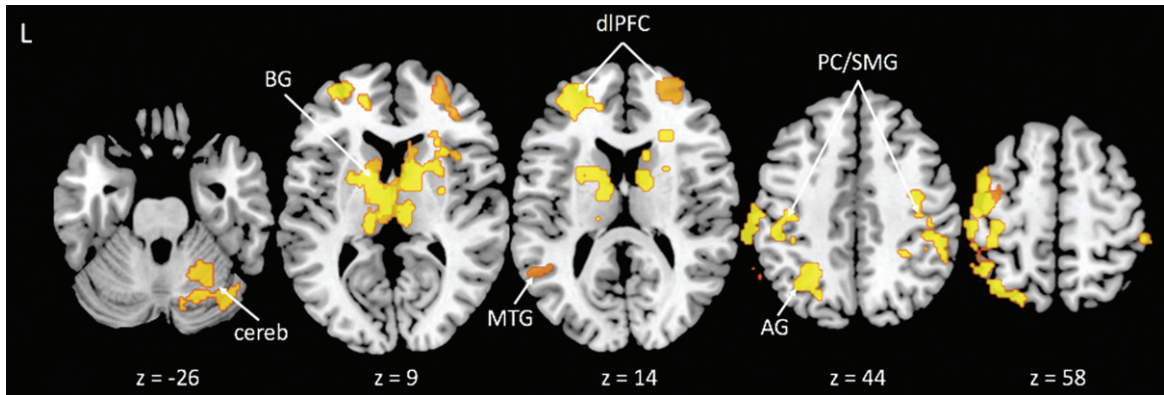 L
BG
dlPFC
PC/SMG
cereb
MTG
AG
z = -26
z = 9
z = 14
z = 44
z = 58